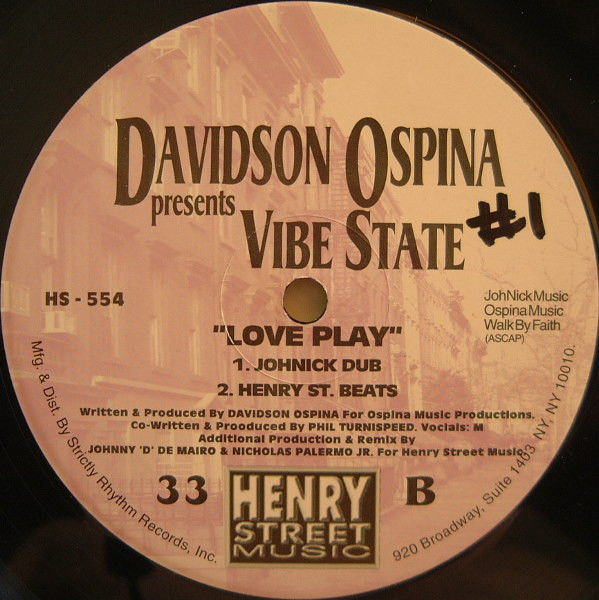 DAVIDSON OSPINA
presents
VIBE STATE
#1
HS - 554
JohNickMusic
Ospina Music
Walk By Faith
(ASCAP)
"LOVE PLAY"
1. JOHNICK DUB
2. HENRY ST. BEATS
Written & Produced By DAVIDSON OSPINA For Ospina Music Productions.
Co-Written & Prooduced By PHIL TURNISPEED. Voclals: M
Additional Production & Remix By
JOHNNY 'D' DE MAIRO & NICHOLAS PALERMO JR. For Henry Street Music.
33
HENRY
STREET
MUSIC
B
Mfg. & Dist. By Strictly Rhythm Records, Inc.
920 Broadway, Suite 1403, NY, NY 10010.